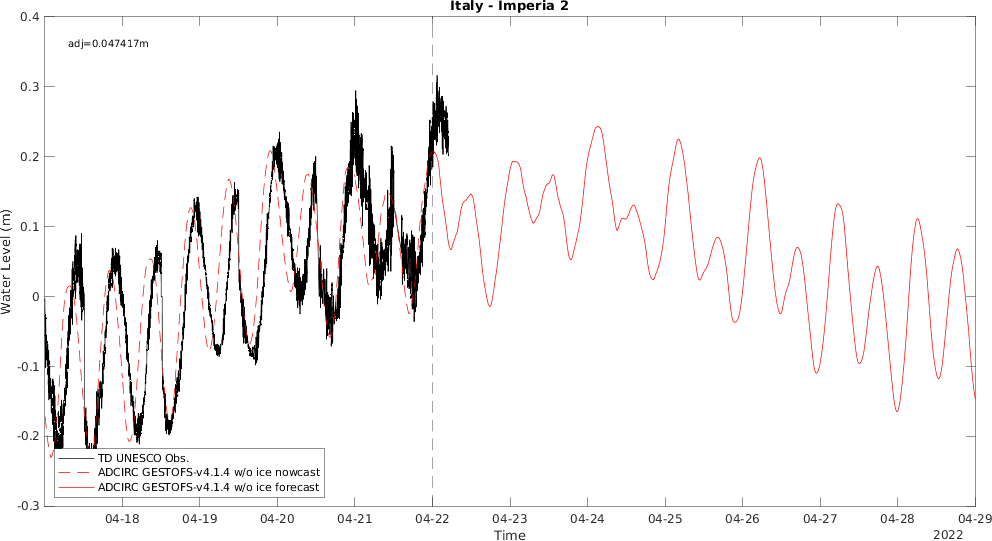 Italy - Imperia 2
adj=0.047417m
0.4
0.3
0.2
0.1
0
-0.1
-0.2
-0.3
Water Level (m)
TD UNESCO Obs.
ADCIRC GESTOFS-v4.1.4 w/o ice nowcast
ADCIRC GESTOFS-v4.1.4 w/o ice forecast
04-18 04-19 04-20 04-21 04-22 04-23 04-24 04-25 04-26 04-27 04-28 04-29
Time
2022